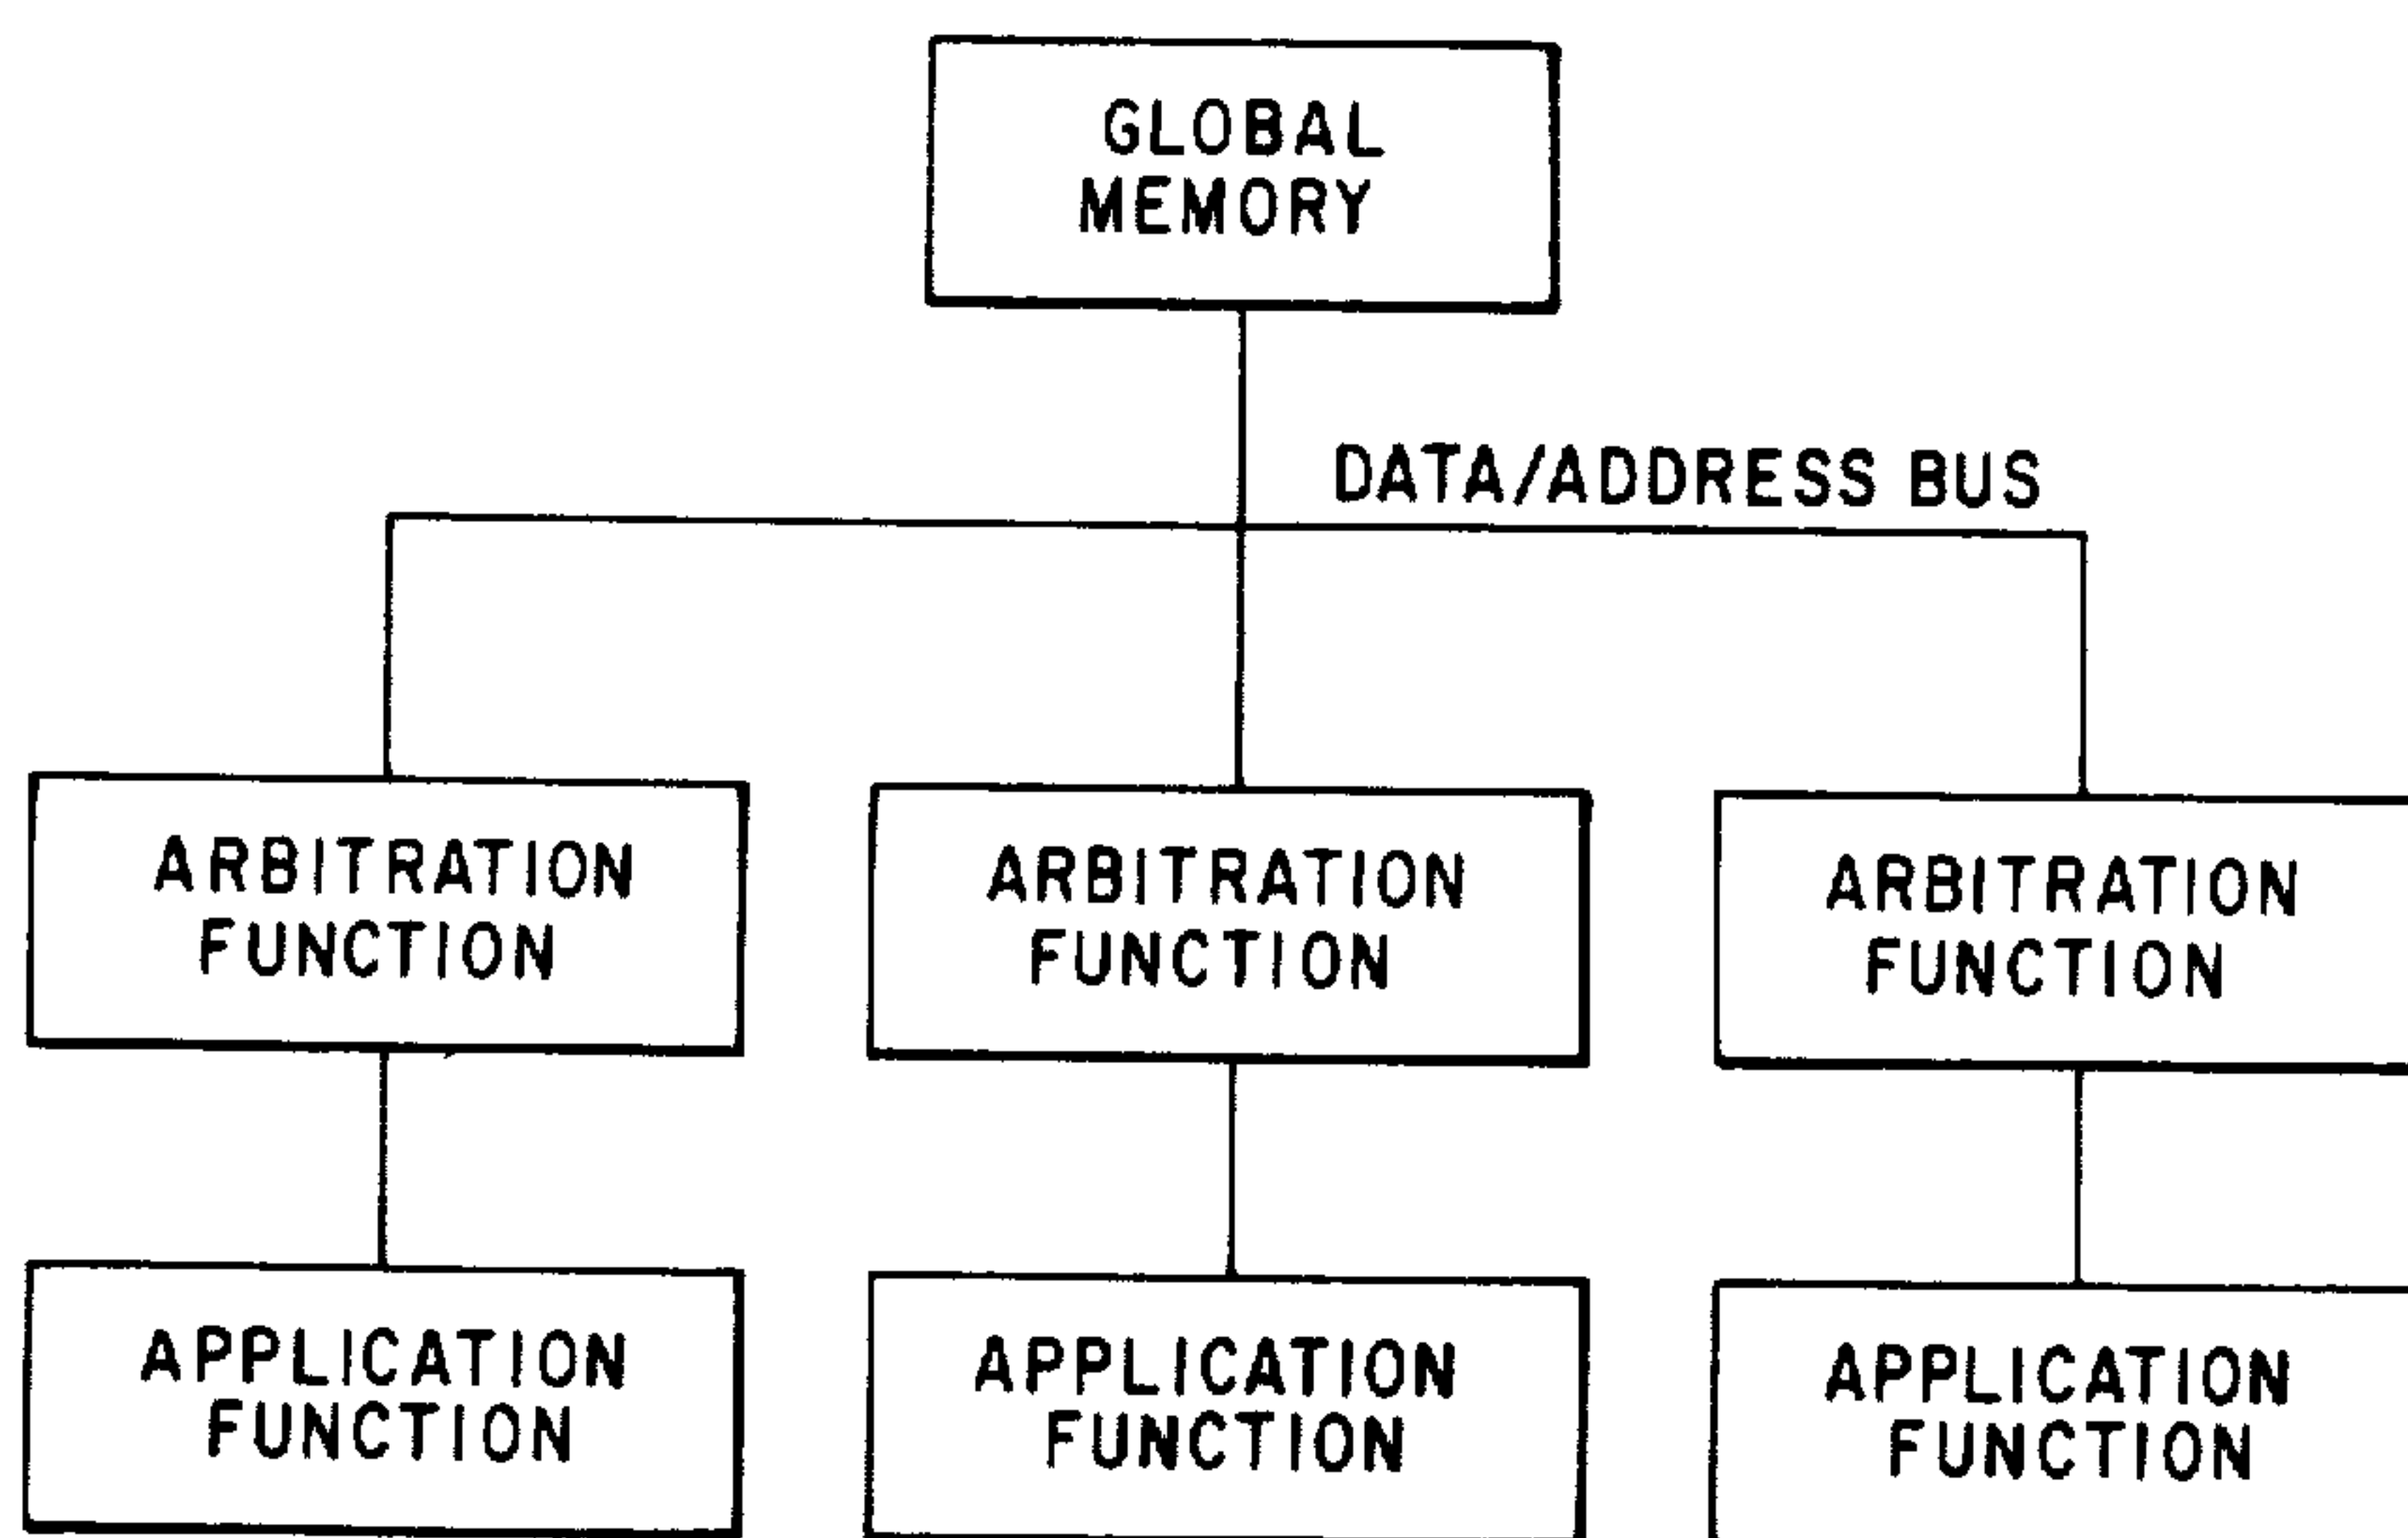 GLOBAL
MEMORY
DATA/ADDRESS BUS
ARBITRATION
FUNCTION
ARBITRATION
FUNCTION
ARBITRATION
FUNCTION
APPLICATION
FUNCTION
APPLICATION
FUNCTION
APPLICATION
FUNCTION